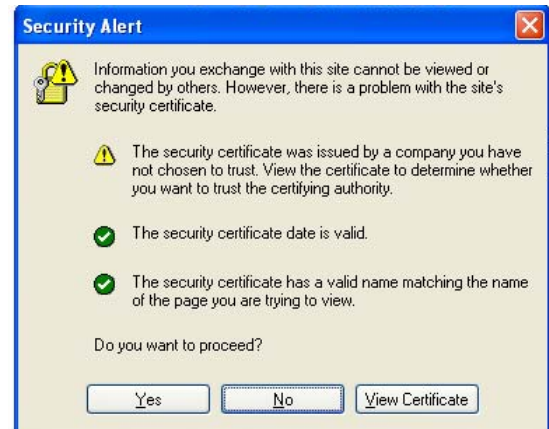 Security Alert
Information you exchange with this site cannot be viewed or
changed by others. However, there is a problem with the site's
security certificate.
The security certificate was issued by a company you have
not chosen to trust. View the certificate to determine whether
you want to trust the certifying authority.
The security certificate date is valid.
The security certificate has a valid name matching the name
of the page you are trying to view.
Do you want to proceed?
Yes
No
View Certificate